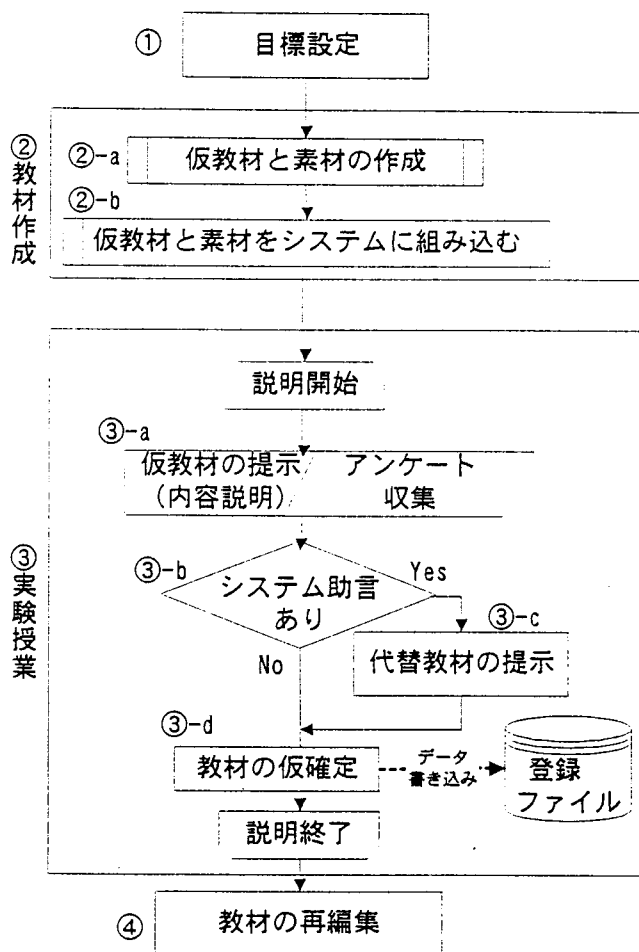 ① 目標設定
②教材作成
②-a 仮教材と素材の作成
②-b
仮教材と素材をシステムに組み込む
③実験授業
説明開始
③-a
仮教材の提示 アンケート
(内容説明) 収集
③-b
システム助言
あり
Yes
No
③-c
代替教材の提示
③-d
教材の仮確定
データ
書き込み
登録
ファイル
説明終了
④ 教材の再編集